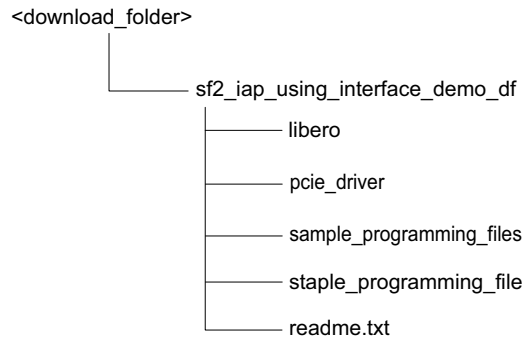 <download_folder>
sf2_iap_using_interface_demo_df
libero
pcie_driver
sample_programming_files
staple_programming_file
readme.txt